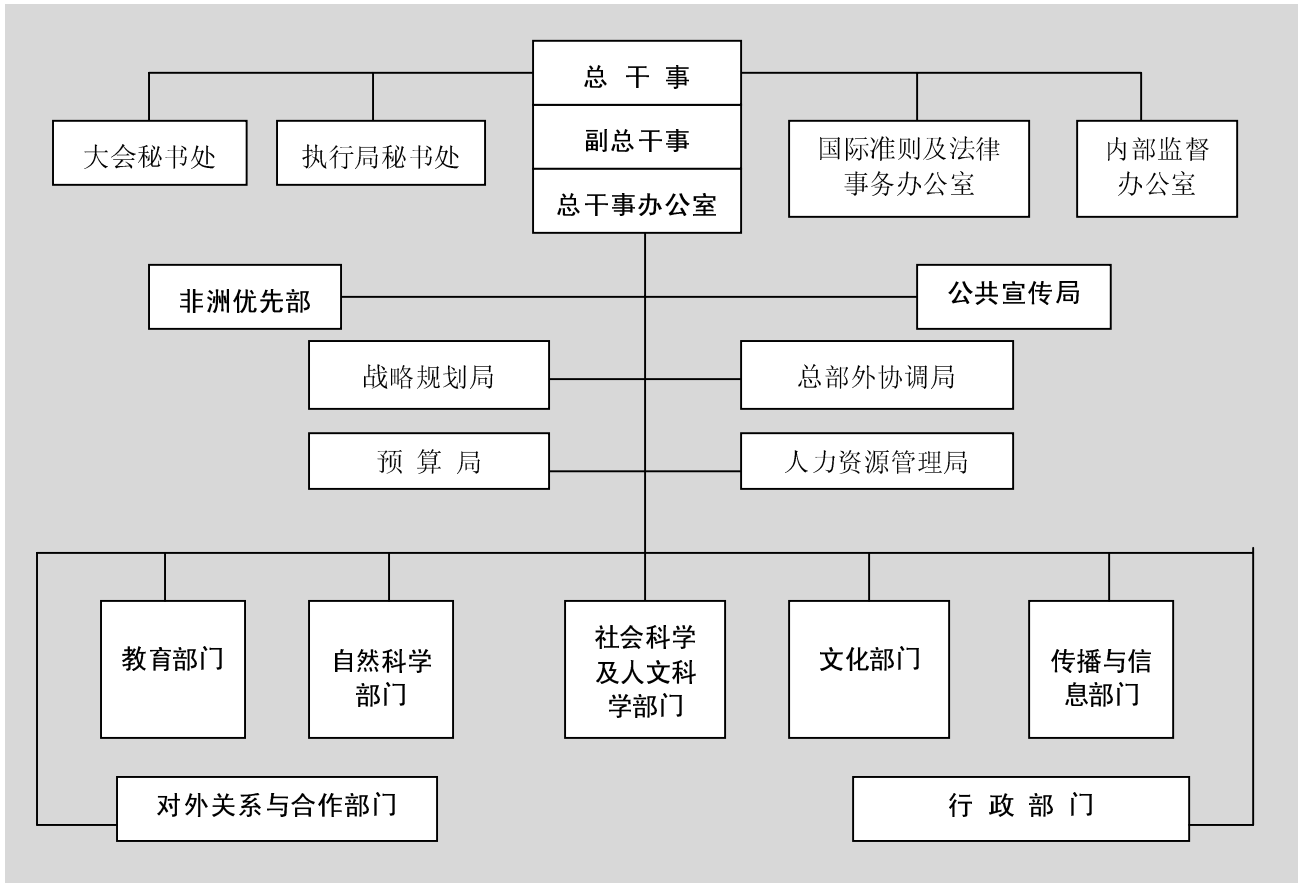 总 干 事
副总干事
总干事办公室
大会秘书处
执行局秘书处
国际准则及法律
事务办公室
内部监督
办公室
非洲优先部
公共宣传局
战略规划局
总部外协调局
预 算 局
人力资源管理局
教育部门
自然科学
部门
社会科学
及人文科
学部门
文化部门
传播与信
息部门
对外关系与合作部门
行 政 部 门